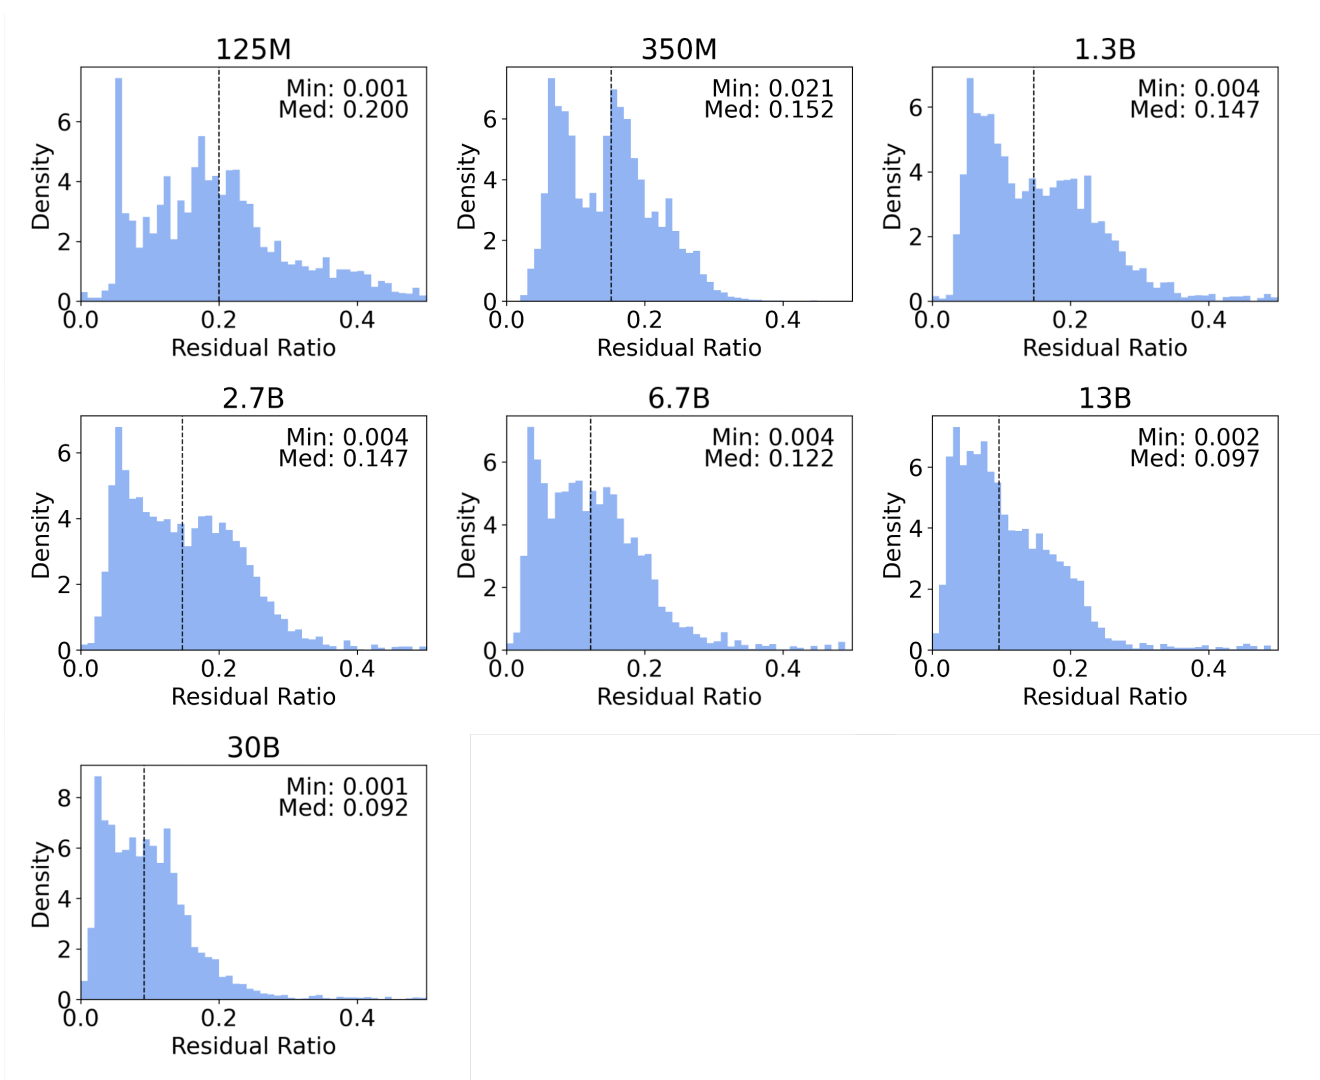 125M
Min: 0.001
Med: 0.200
Density
6
4
2
0
0.0 0.2 0.4
Residual Ratio
350M
Min: 0.021
Med: 0.152
Density
6
4
2
0
0.0 0.2 0.4
Residual Ratio
1.3B
Min: 0.004
Med: 0.147
Density
6
4
2
0
0.0 0.2 0.4
Residual Ratio
2.7B
Min: 0.004
Med: 0.147
Density
6
4
2
0
0.0 0.2 0.4
Residual Ratio
6.7B
Min: 0.004
Med: 0.122
Density
6
4
2
0
0.0 0.2 0.4
Residual Ratio
13B
Min: 0.002
Med: 0.097
Density
6
4
2
0
0.0 0.2 0.4
Residual Ratio
30B
Min: 0.001
Med: 0.092
Density
8
6
4
2
0
0.0 0.2 0.4
Residual Ratio